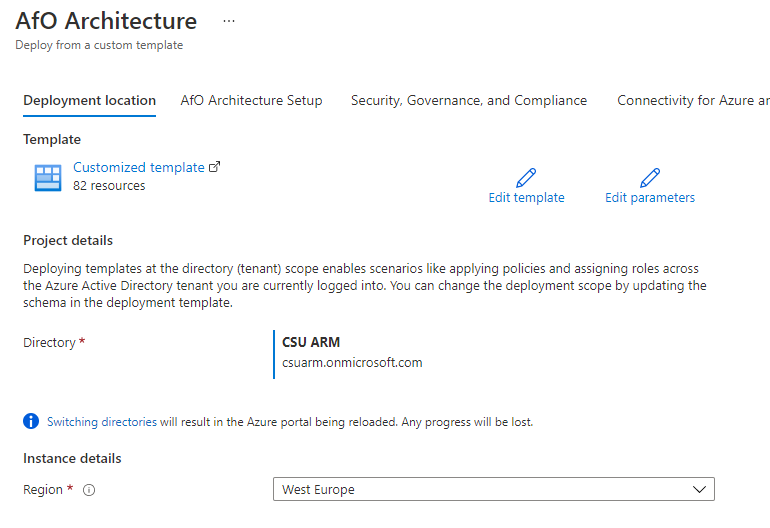 AfO Architecture ...
Deploy from a custom template
Deployment location AfO Architecture Setup Security, Governance, and Compliance Connectivity for Azure ar
Template
Customized template
82 resources
Edit template Edit parameters
Project details
Deploying templates at the directory (tenant) scope enables scenarios like applying policies and assigning roles across
the Azure Active Directory tenant you are currently logged into. You can change the deployment scope by updating the
schema in the deployment template.
Directory * CSU ARM
csuarm.onmicrosoft.com
Switching directories will result in the Azure portal being reloaded. Any progress will be lost.
Instance details
Region * West Europe